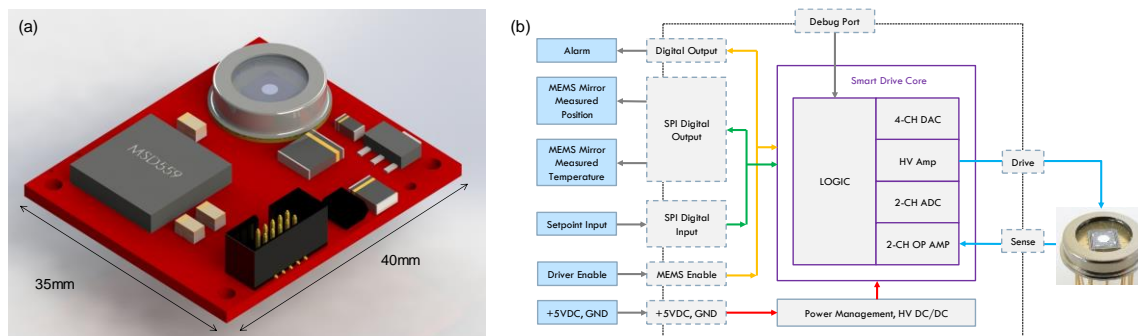 (a)
MSD559
35mm
40mm
(b)
Debug Port
Alarm
Digital Output
Smart Drive Core
MEMS Mirror
Measured
Position
SPI Digital
Output
4-CH DAC
HV Amp
Drive
MEMS Mirror
Measured
Temperature
LOGIC
2-CH ADC
Setpoint Input
SPI Digital
Input
2-CH OP AMP
Sense
Driver Enable
MEMS Enable
+5VDC, GND
+5VDC, GND
Power Management, HV DC/DC